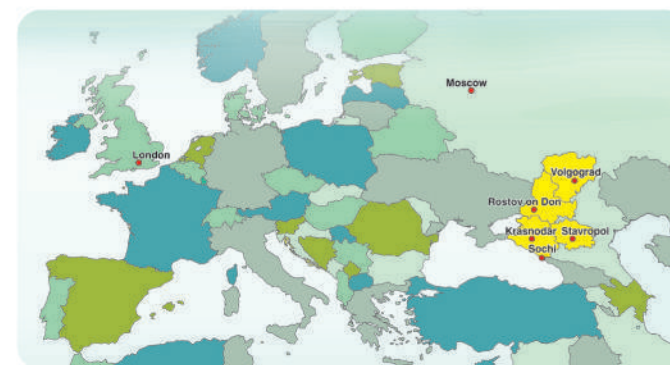 Moscow
London
Volgograd
Rostov on Don
Krasnodar Stavropol
Sochi